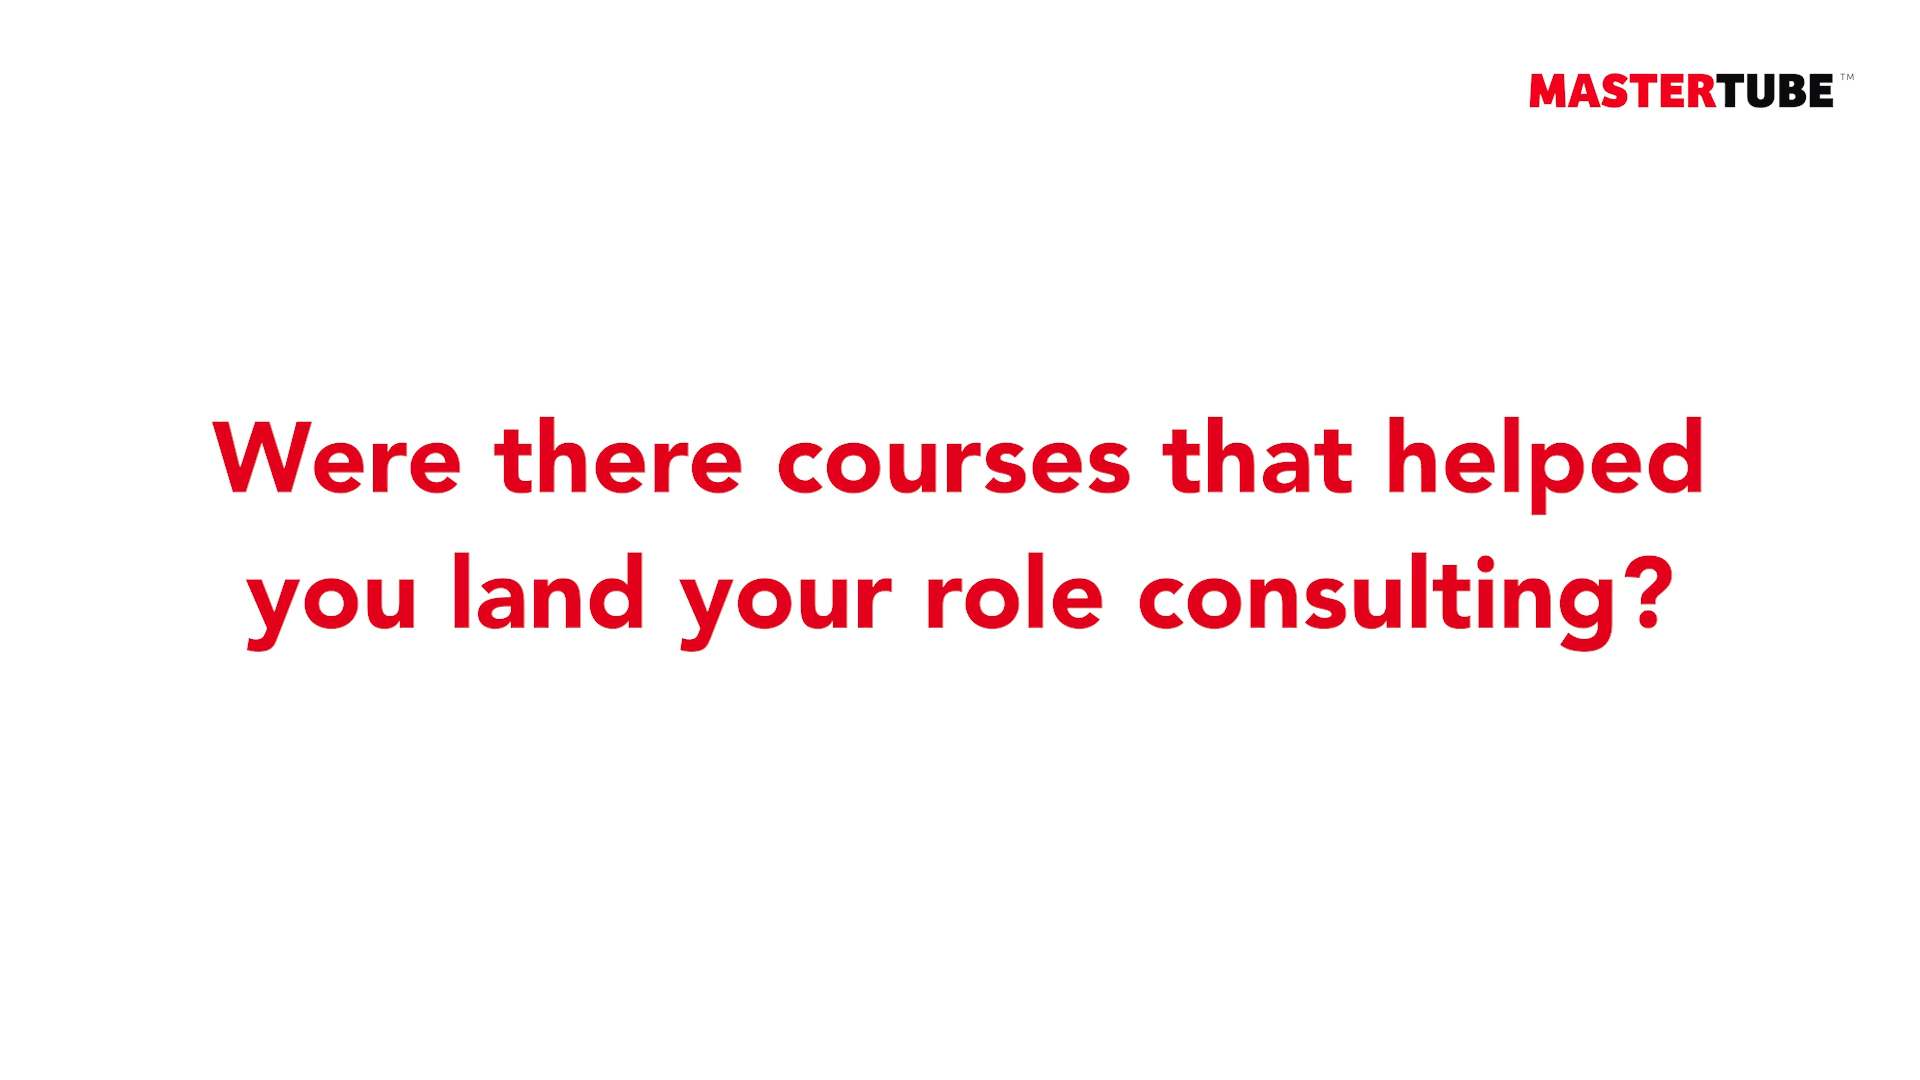 MASTERTUBE™
Were there courses that helped
you land your role consulting?